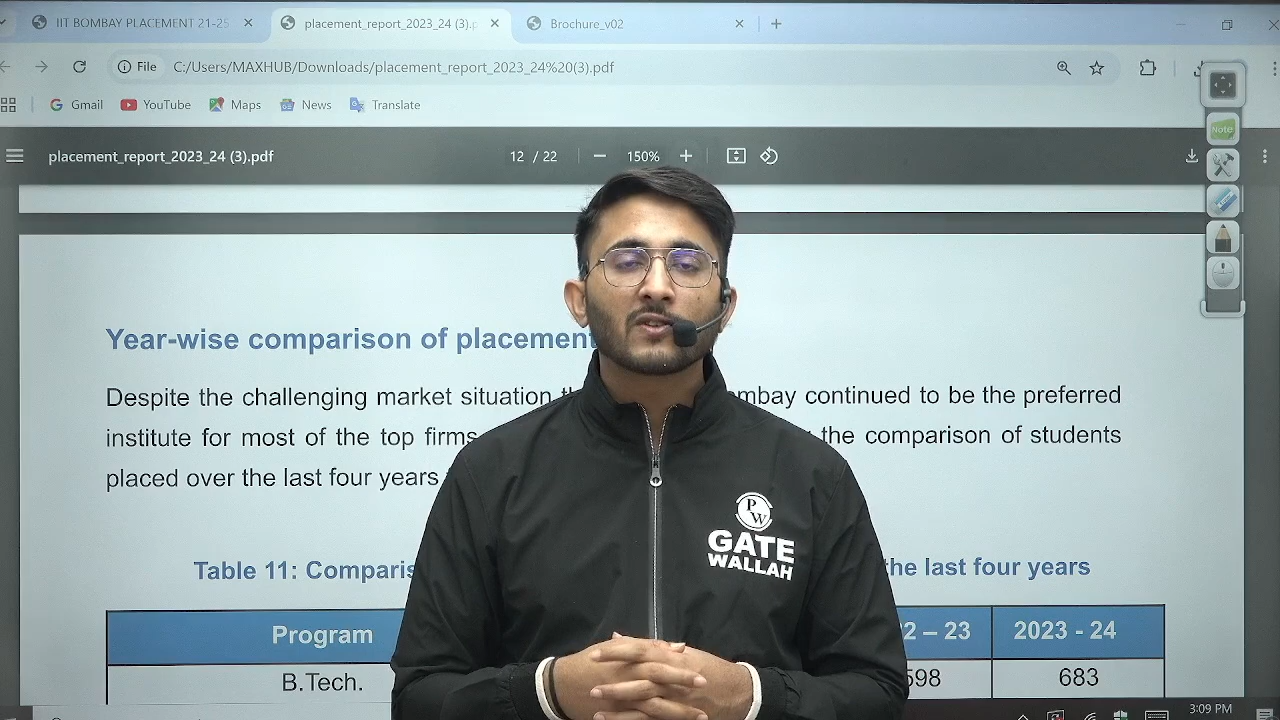 IIT BOMBAY PLACEMENT 21-25
placement_report_2023_24 (3).p
Brochure_v02
File
C:/Users/MAXHUB/Downloads/placement_report_2023_24%20(3).pdf
Gmail
YouTube
Maps
News
Translate
Note
placement_report_2023_24 (3).pdf
12 / 22
150%
Year-wise comparison of placement
Despite the challenging market situation th mbay continued to be the preferred
institute for most of the top firms the comparison of students
placed over the last four years
Table 11: Comparis the last four years
Program
2 – 23
2023 - 24
B.Tech.
598
683
PW
GATE
WALLAH
3:09 PM